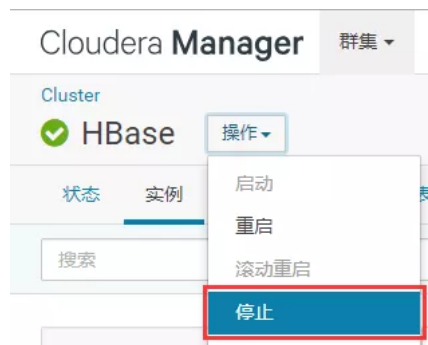 Cloudera Manager 群集
Cluster
HBase 操作
状态 实例
启动
重启
搜索
滚动重启
停止